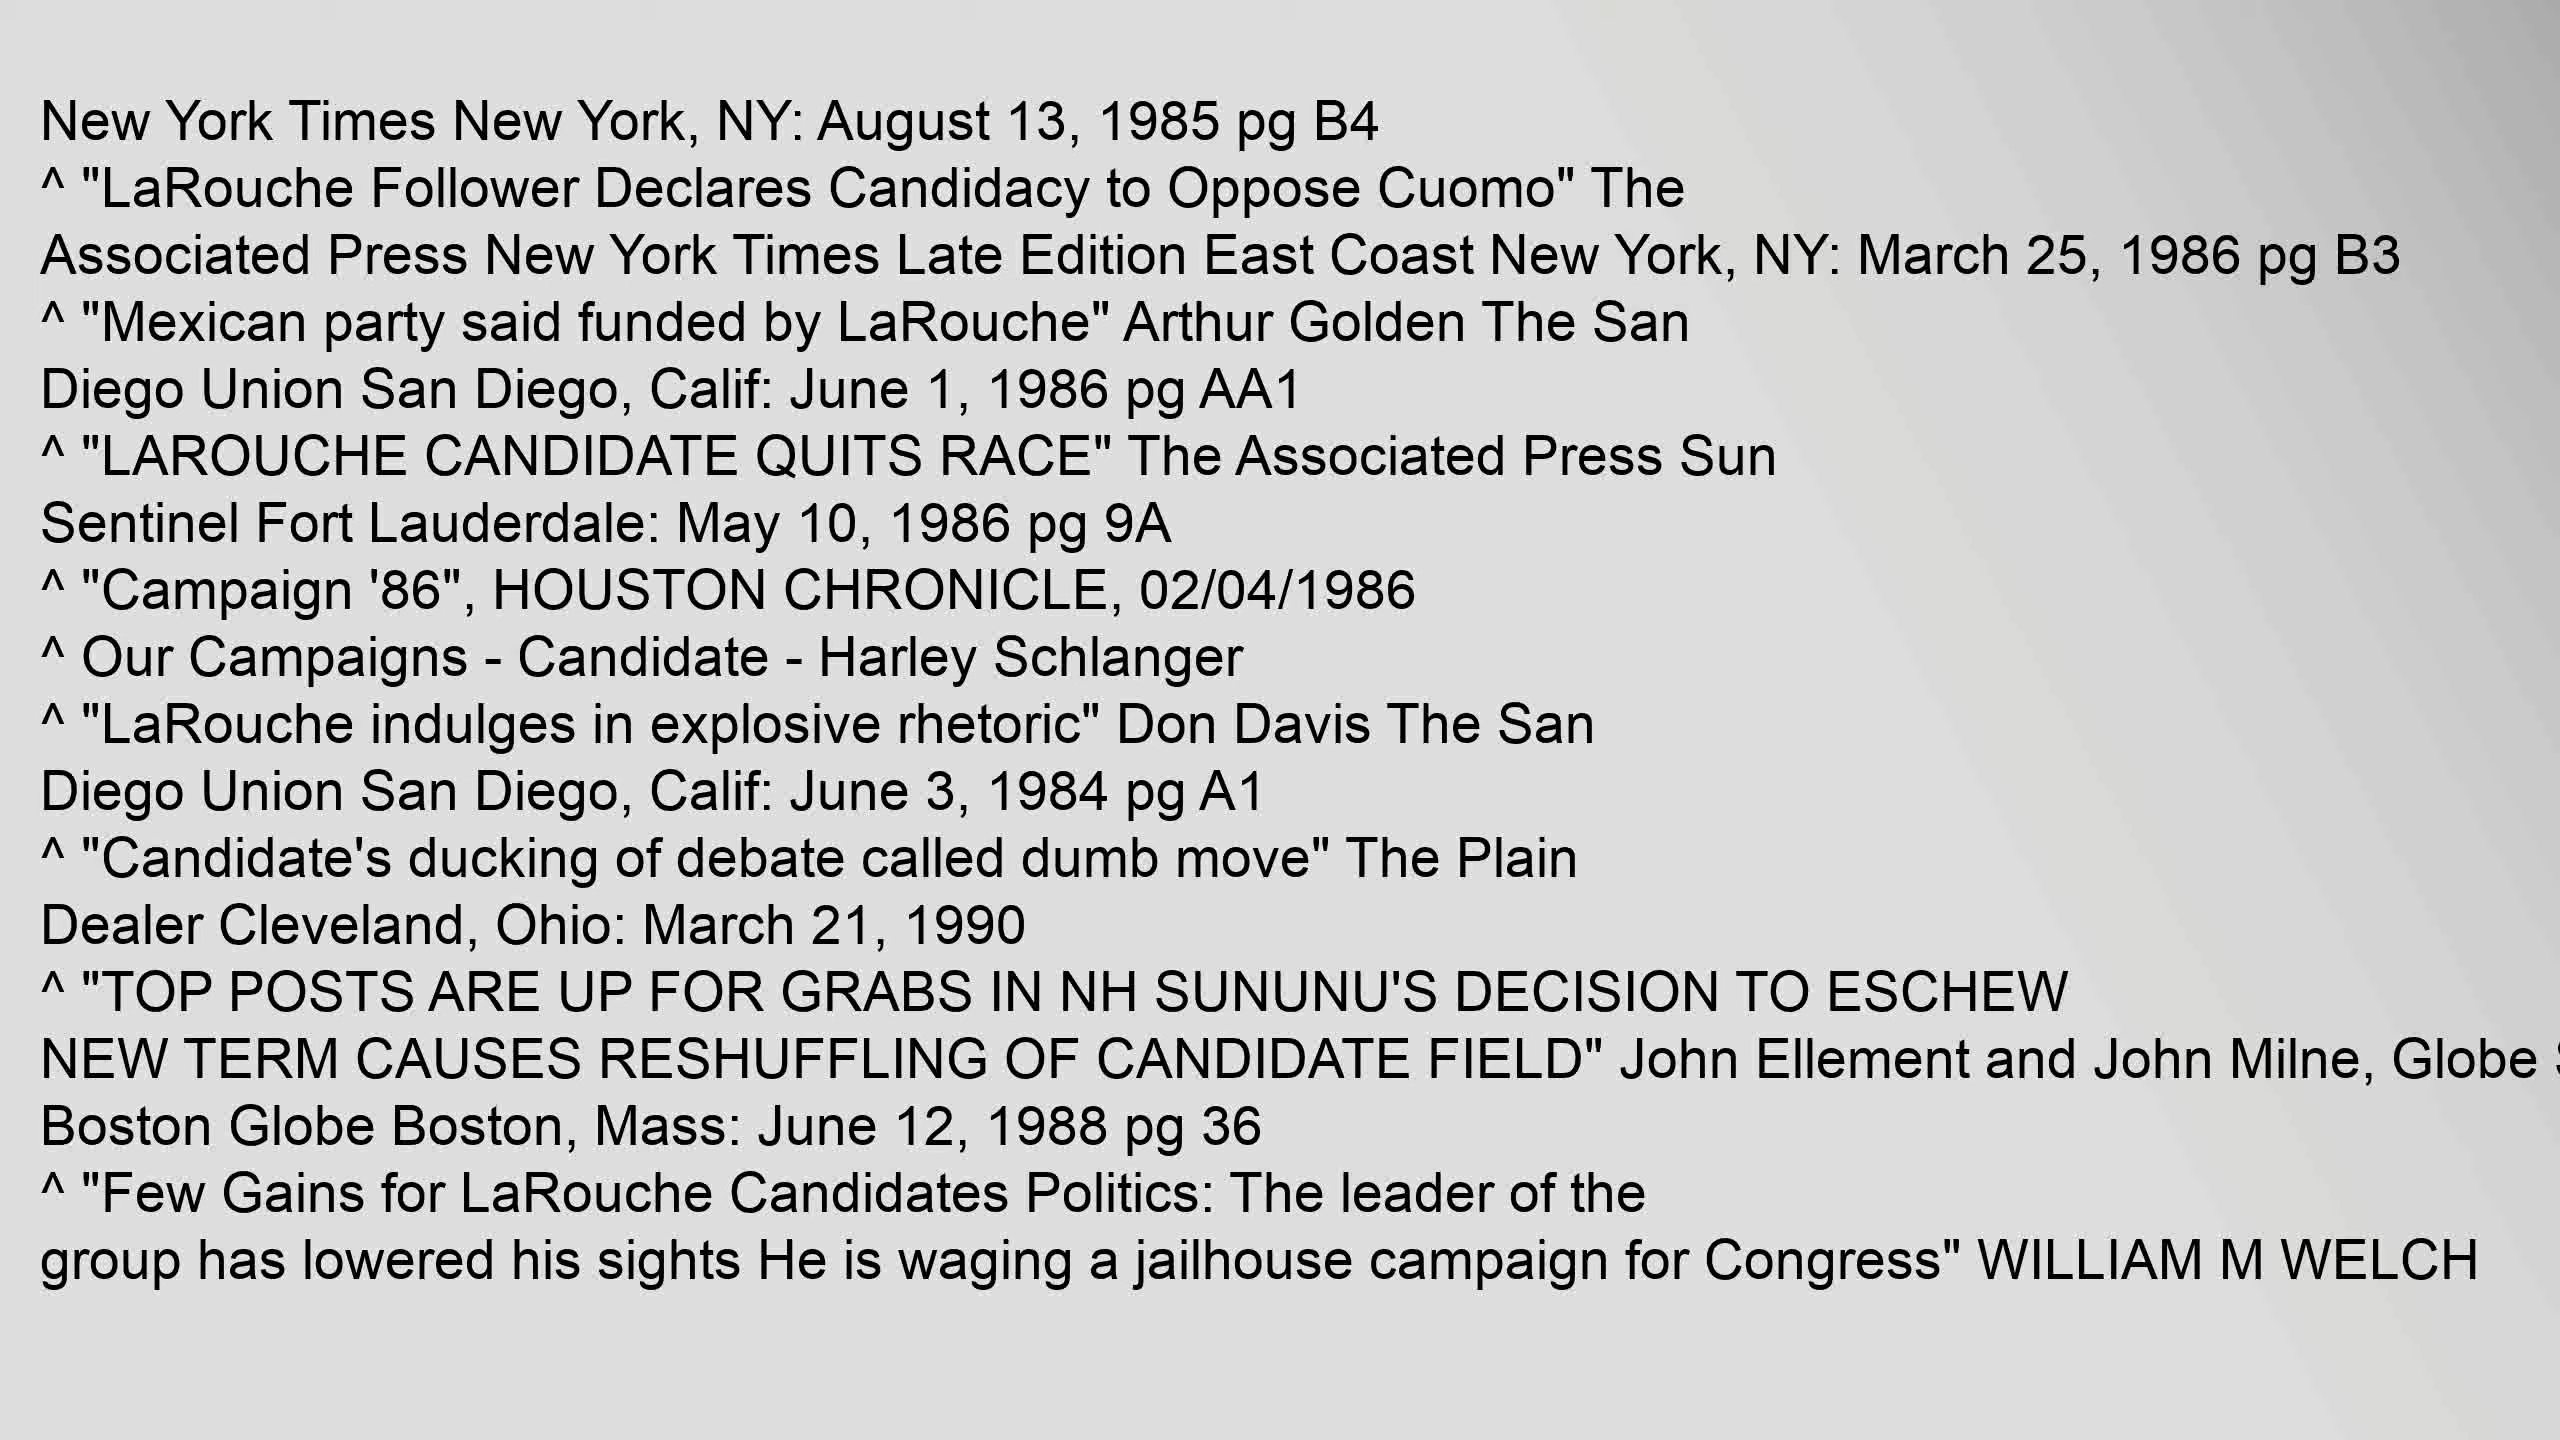 New York Times New York, NY: August 13, 1985 pg B4
^ "LaRouche Follower Declares Candidacy to Oppose Cuomo" The
Associated Press New York Times Late Edition East Coast New York, NY: March 25, 1986 pg B3
^ "Mexican party said funded by LaRouche" Arthur Golden The San
Diego Union San Diego, Calif: June 1, 1986 pg AA1
^ "LAROUCHE CANDIDATE QUITS RACE" The Associated Press Sun
Sentinel Fort Lauderdale: May 10, 1986 pg 9A
^ "Campaign '86", HOUSTON CHRONICLE, 02/04/1986
^ Our Campaigns - Candidate - Harley Schlanger
^ "LaRouche indulges in explosive rhetoric" Don Davis The San
Diego Union San Diego, Calif: June 3, 1984 pg A1
^ "Candidate's ducking of debate called dumb move" The Plain
Dealer Cleveland, Ohio: March 21, 1990
^ "TOP POSTS ARE UP FOR GRABS IN NH SUNUNU'S DECISION TO ESCHEW
NEW TERM CAUSES RESHUFFLING OF CANDIDATE FIELD" John Ellement and John Milne, Globe
Boston Globe Boston, Mass: June 12, 1988 pg 36
^ "Few Gains for LaRouche Candidates Politics: The leader of the
group has lowered his sights He is waging a jailhouse campaign for Congress" WILLIAM M WELCH